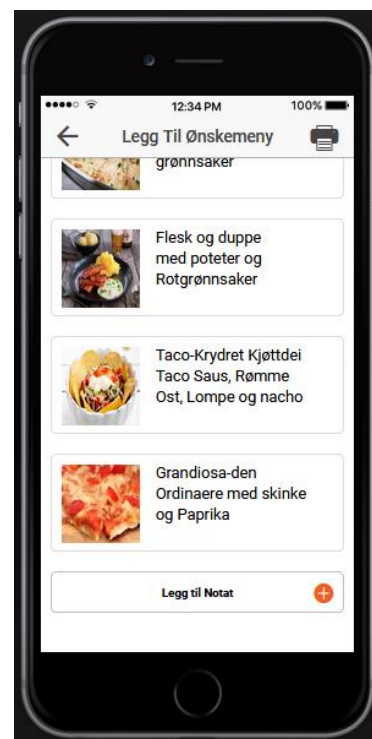 12:34 PM
100%
Legg Til Ønskemeny
grønnsaker
Flesk og duppe
med poteter og
Rotgrønnsaker
Taco-Krydret Kjøttdei
Taco Saus, Rømme
Ost, Lompe og nacho
Grandiosa-den
Ordinaere med skinke
og Paprika
Legg til Notat